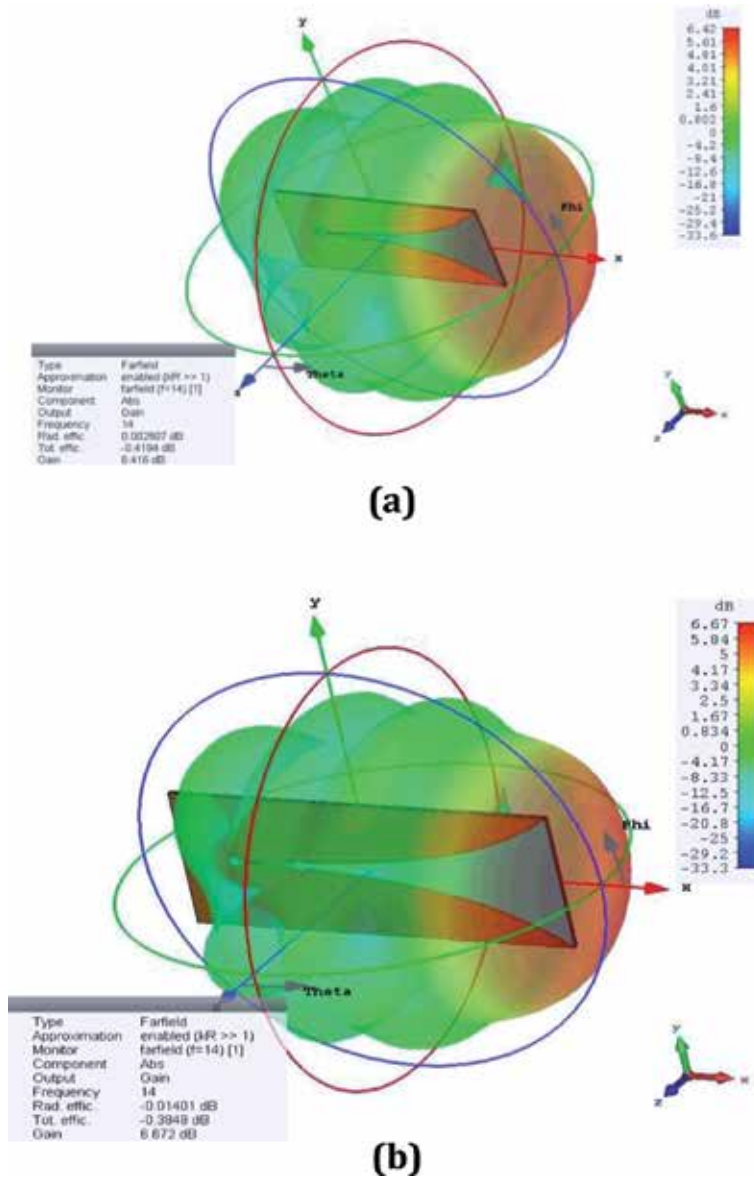 y
dB
6.42
5.61
4.81
4.01
3.21
2.41
1.6
0.802
0
-4.2
-8.4
-12.6
-16.8
-21
-25.2
-29.4
-33.6
Phi
x
Theta
z
Type Farfield
Approximation enabled (kR >> 1)
Monitor farfield (f=14) [1]
Component Abs
Output Gain
Frequency 14
Rad. effic. 0.002607 dB
Tot. effic. -0.4194 dB
Gain 6.416 dB
y
x
z
(a)
y
dB
6.67
5.84
5
4.17
3.34
2.5
1.67
0.834
0
-4.17
-8.33
-12.5
-16.7
-20.8
-25
-29.2
-33.3
Phi
x
Theta
Type Farfield
Approximation enabled (kR >> 1)
Monitor farfield (f=14) [1]
Component Abs
Output Gain
Frequency 14
Rad. effic. -0.01401 dB
Tot. effic. -0.3848 dB
Gain 6.672 dB
y
x
z
(b)